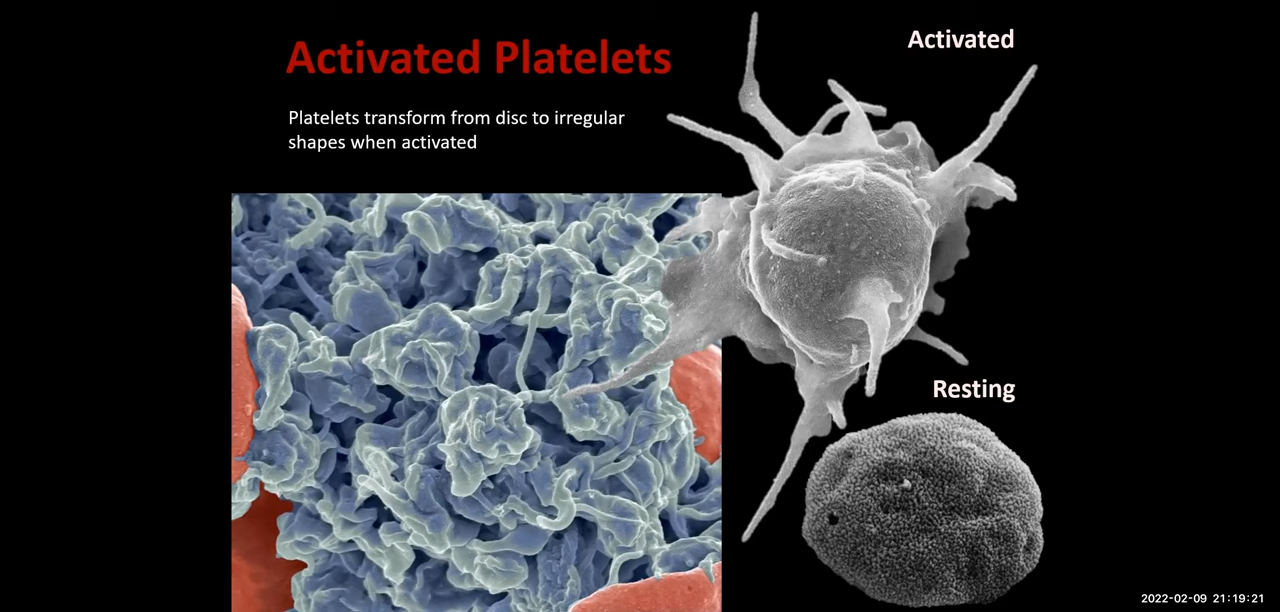 Activated Platelets
Platelets transform from disc to irregular
shapes when activated
Activated
Resting
2022-02-09 21:19:21